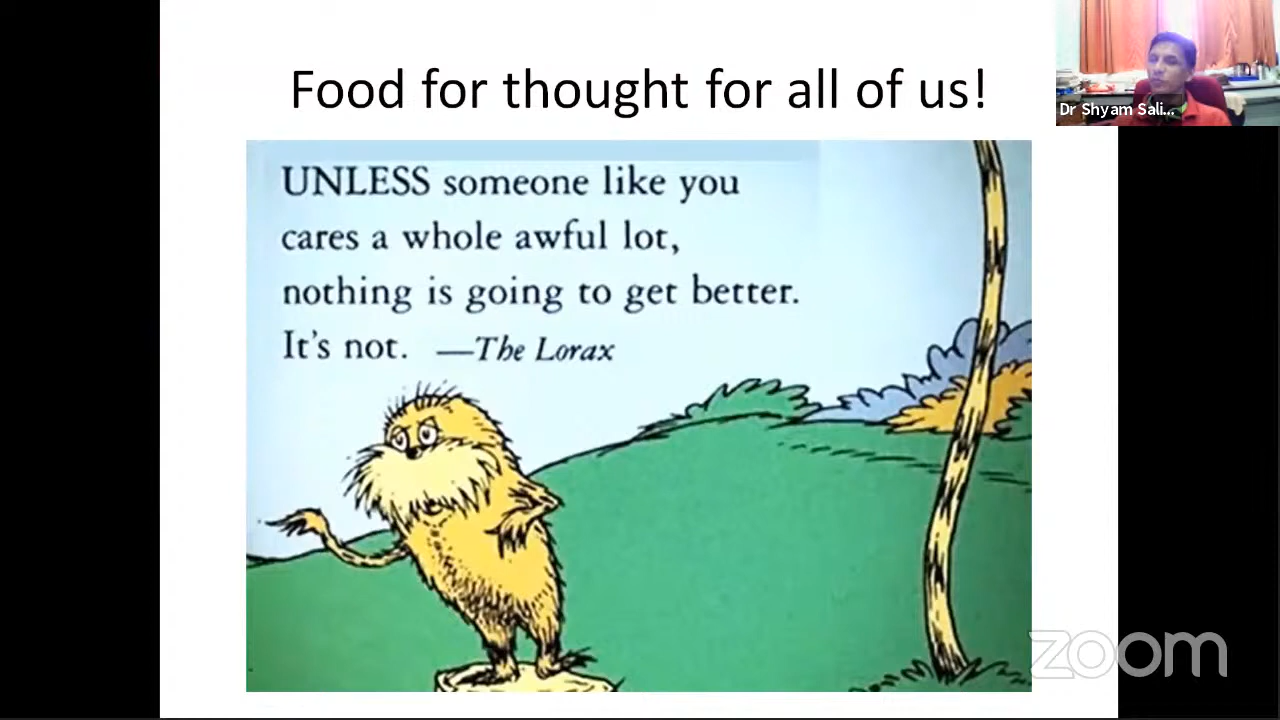 Food for thought for all of us!
Dr Shyam Sali...
UNLESS someone like you
cares a whole awful lot,
nothing is going to get better.
It's not. —The Lorax
zoom